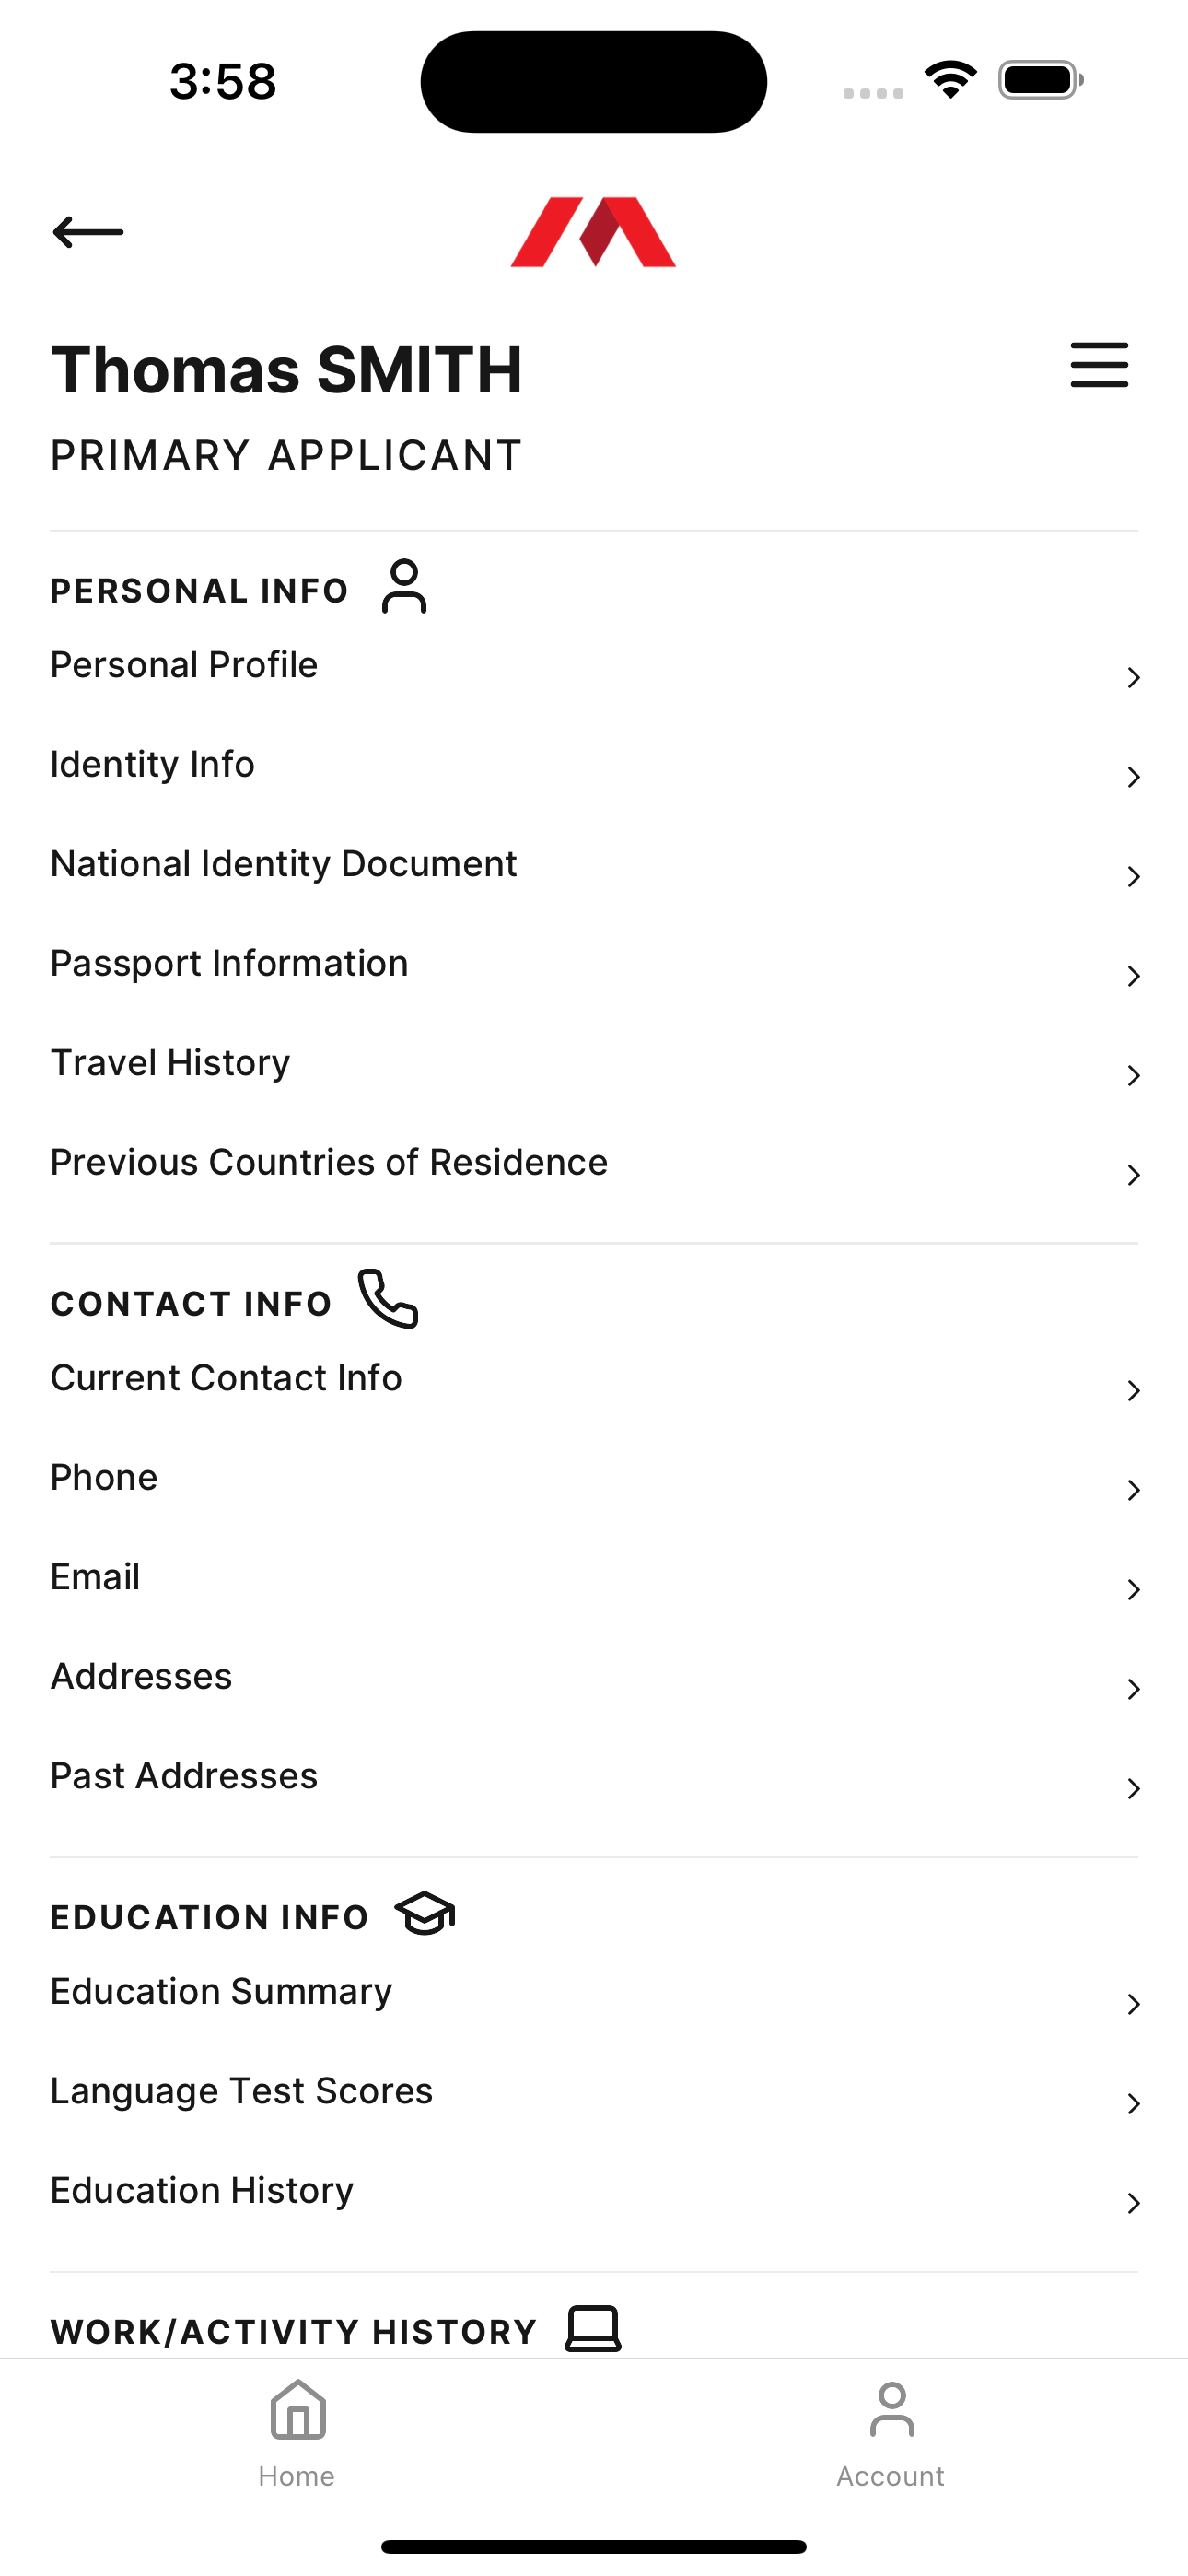 3:58
Thomas SMITH
PRIMARY APPLICANT
PERSONAL INFO
Personal Profile
Identity Info
National Identity Document
Passport Information
Travel History
Previous Countries of Residence
CONTACT INFO
Current Contact Info
Phone
Email
Addresses
Past Addresses
EDUCATION INFO
Education Summary
Language Test Scores
Education History
WORK/ACTIVITY HISTORY
Home
Account